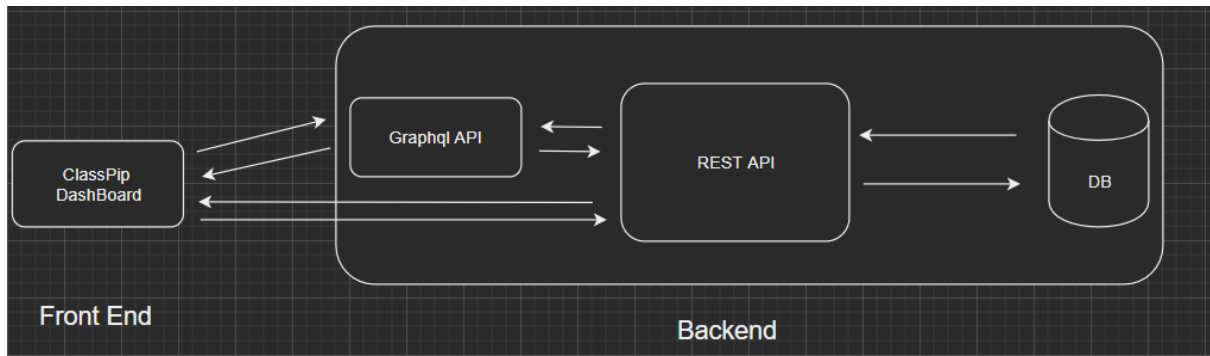 ClassPip
DashBoard
Graphql API
REST API
DB
Front End
Backend